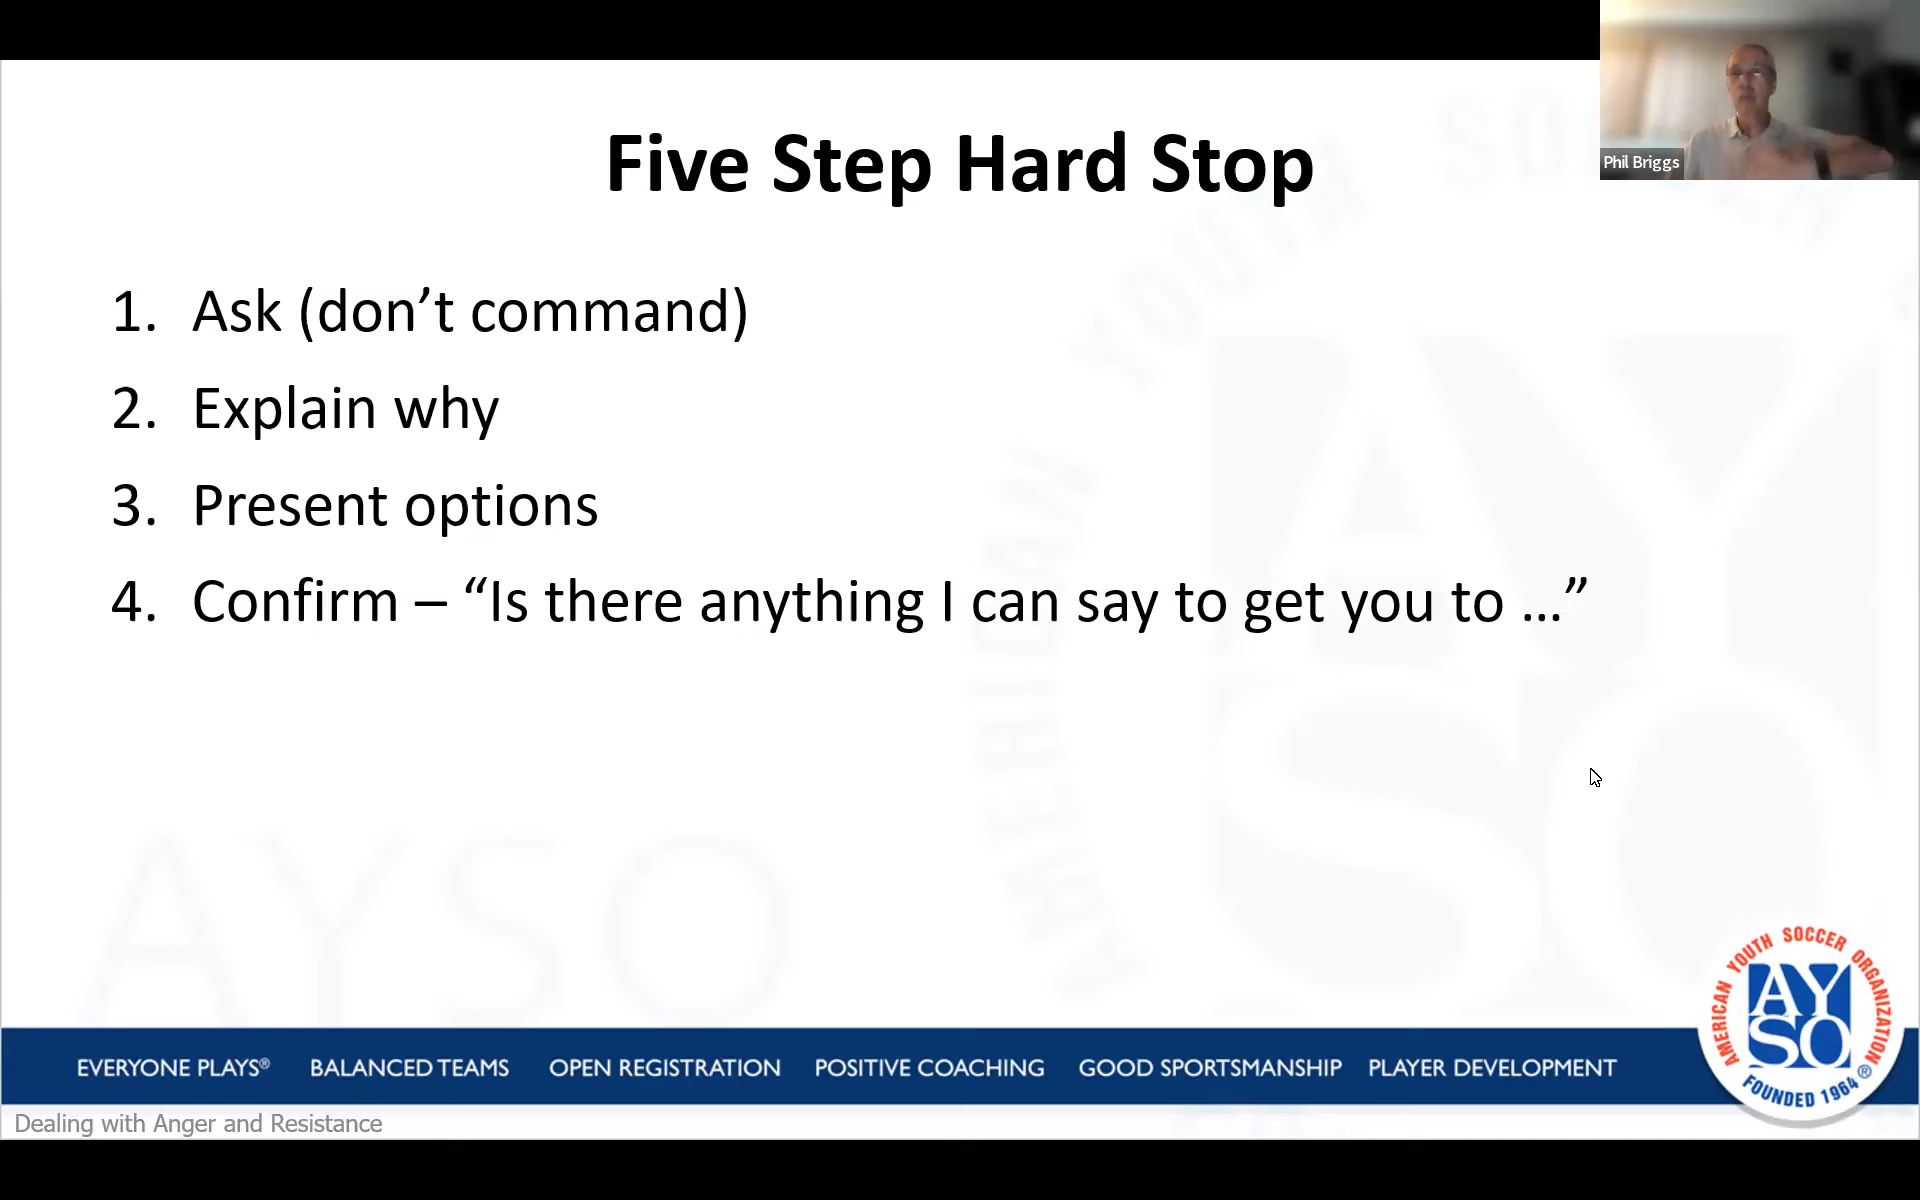 Phil Briggs
Five Step Hard Stop
1. Ask (don’t command)
2. Explain why
3. Present options
4. Confirm – “Is there anything I can say to get you to …”
AYSO
AMERICAN YOUTH SOCCER ORGANIZATION
AY
SO
®
FOUNDED 1964
EVERYONE PLAYS® BALANCED TEAMS OPEN REGISTRATION POSITIVE COACHING GOOD SPORTSMANSHIP PLAYER DEVELOPMENT
Dealing with Anger and Resistance